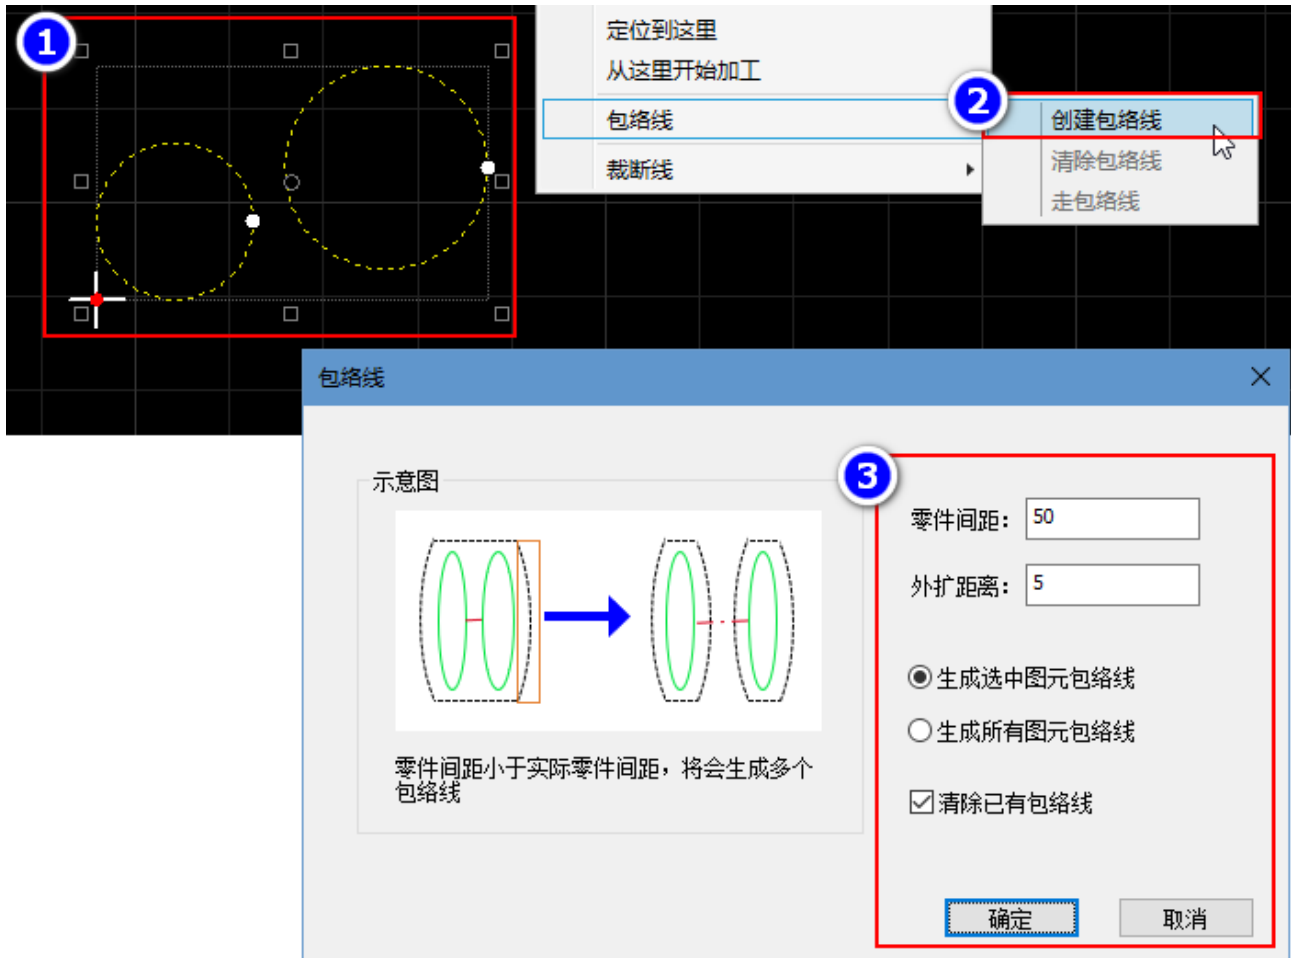 1
定位到这里
从这里开始加工
2
包络线
创建包络线
清除包络线
裁断线
走包络线
包络线
示意图
3
零件间距: 50
外扩距离: 5
生成选中图元包络线
生成所有图元包络线
零件间距小于实际零件间距，将会生成多个
包络线
清除已有包络线
确定
取消